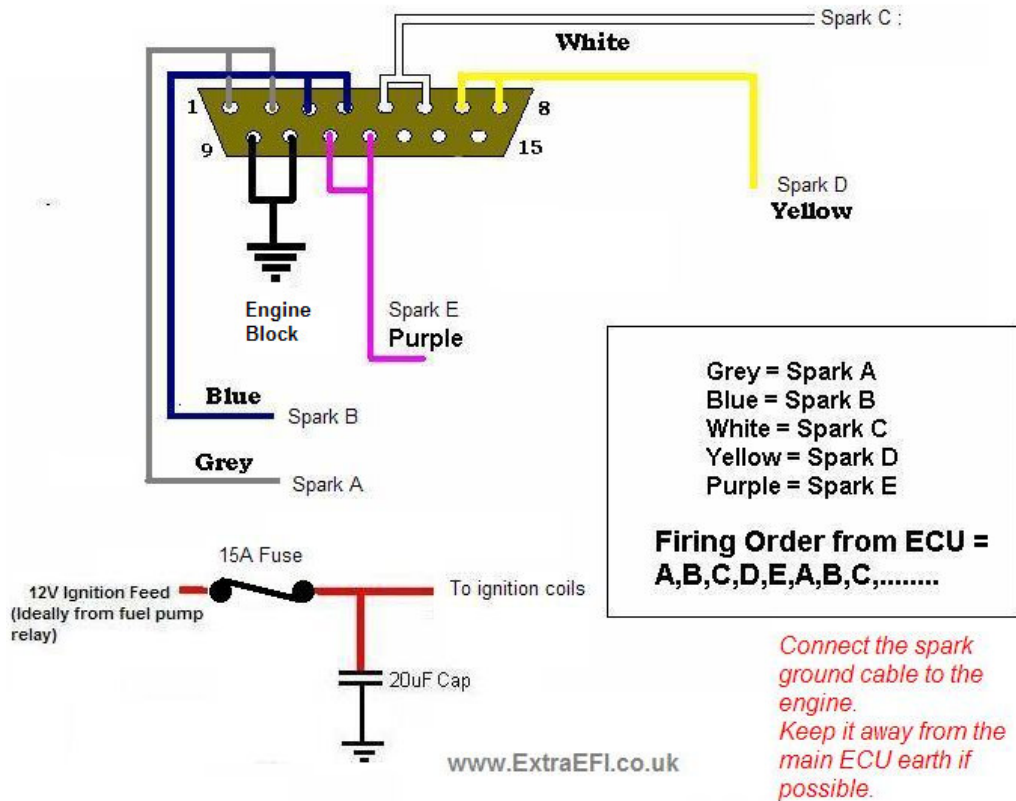 Spark C :
White
1
8
9
15
Spark D
Yellow
Engine
Block
Spark E
Purple
Blue
Spark B
Grey
Spark A
Grey = Spark A
Blue = Spark B
White = Spark C
Yellow = Spark D
Purple = Spark E
Firing Order from ECU =
A,B,C,D,E,A,B,C,........
15A Fuse
12V Ignition Feed
(Ideally from fuel pump
relay)
To ignition coils
20uF Cap
www.ExtraEFI.co.uk
Connect the spark
ground cable to the
engine.
Keep it away from the
main ECU earth if
possible.